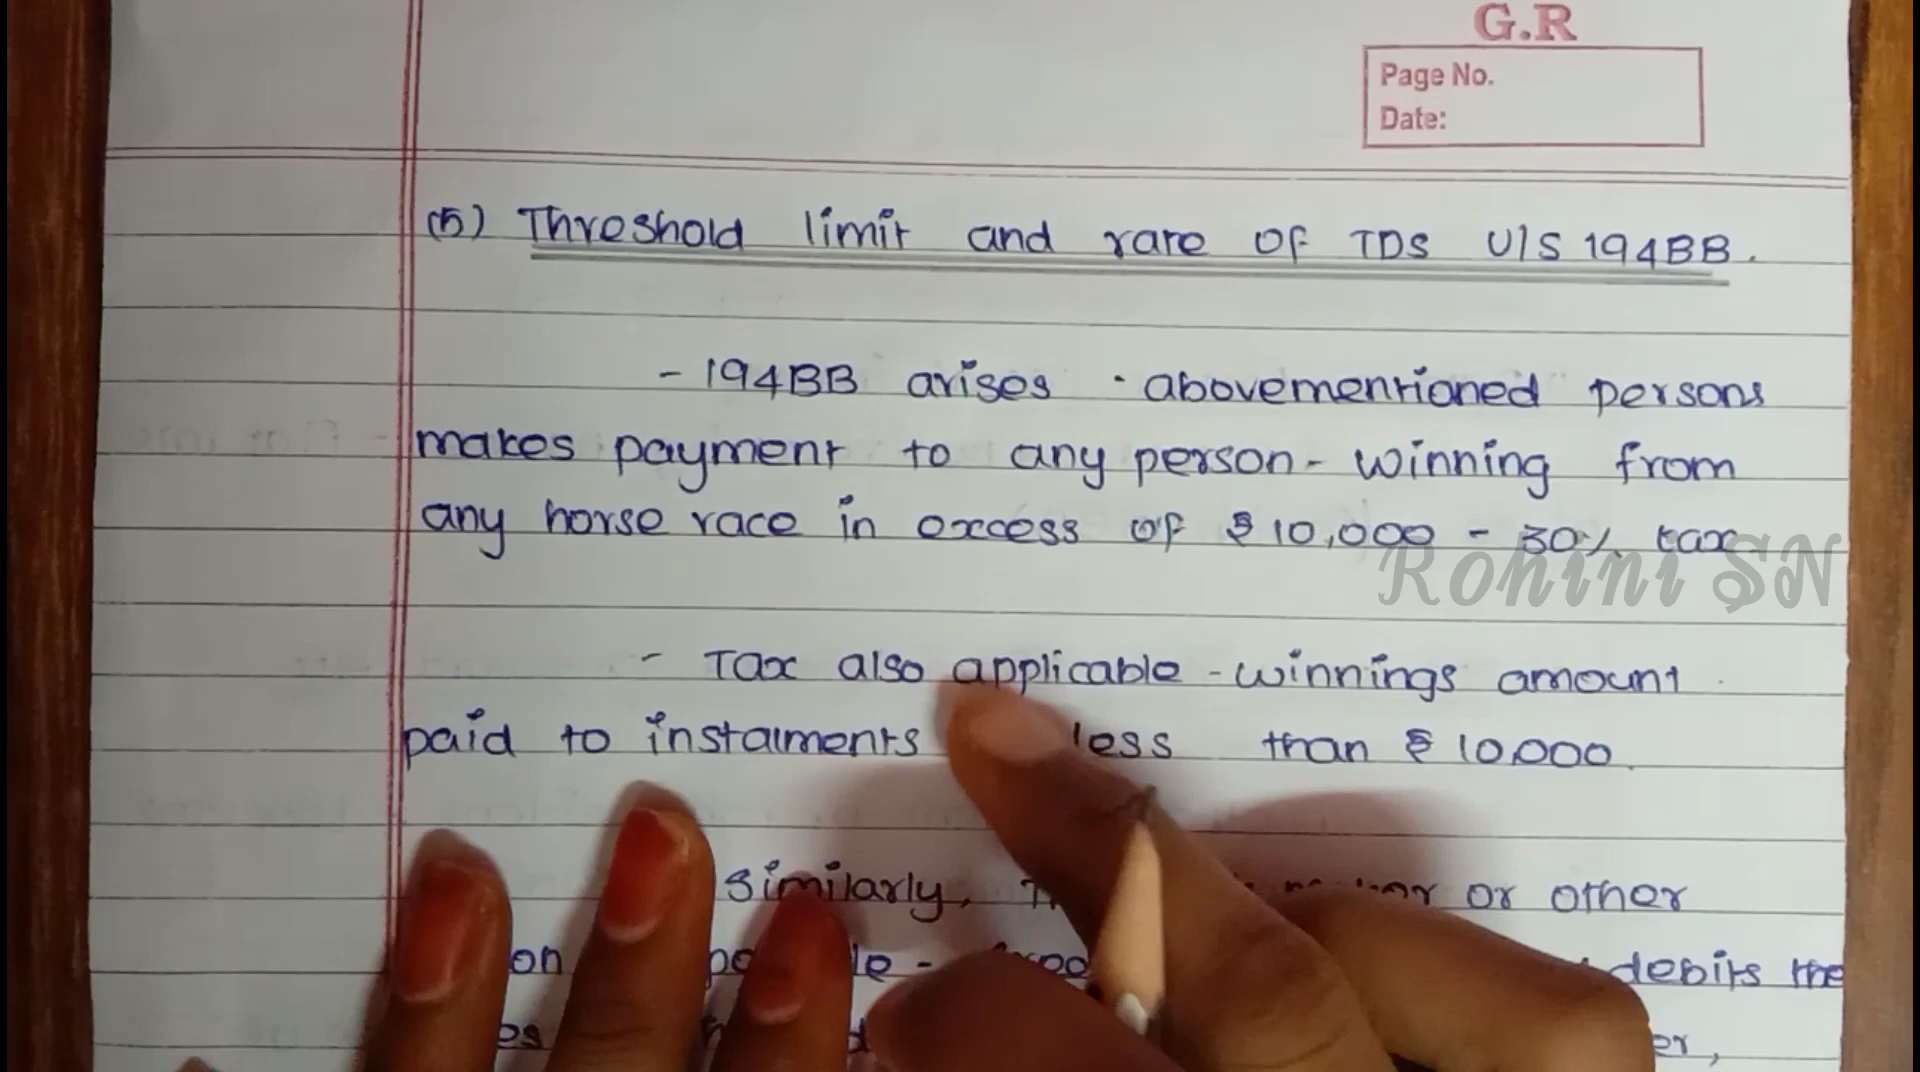 G.R
Page No.
Date:
(5) Threshold limit and rate of TDS U/S 194BB.
- 194BB arises - abovementioned persons
makes payment to any person - winning from
any horse race in excess of ₹ 10,000 - 30% tax
Rohini SN
- Tax also applicable - winnings amount
paid to instalments less than ₹ 10,000.
Similarly, or other
debits the